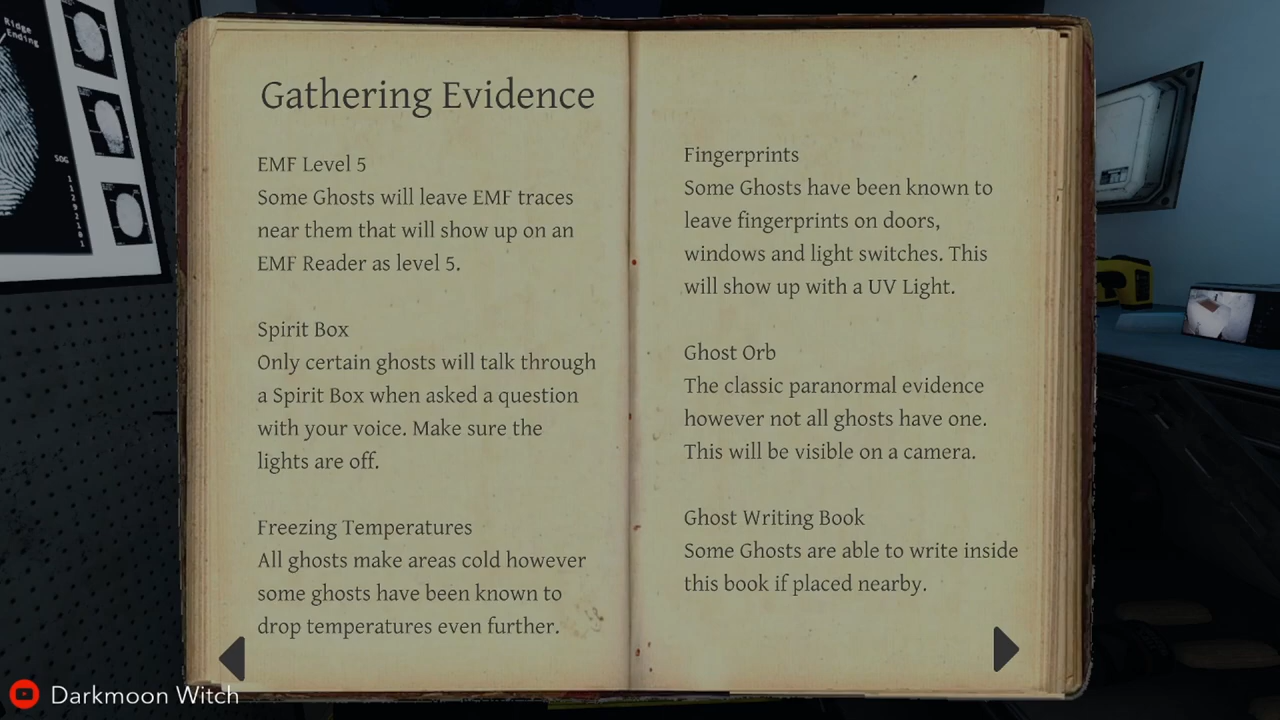 Ridge
Ending
SOG
Gathering Evidence
EMF Level 5
Some Ghosts will leave EMF traces
near them that will show up on an
EMF Reader as level 5.
Spirit Box
Only certain ghosts will talk through
a Spirit Box when asked a question
with your voice. Make sure the
lights are off.
Freezing Temperatures
All ghosts make areas cold however
some ghosts have been known to
drop temperatures even further.
Fingerprints
Some Ghosts have been known to
leave fingerprints on doors,
windows and light switches. This
will show up with a UV Light.
Ghost Orb
The classic paranormal evidence
however not all ghosts have one.
This will be visible on a camera.
Ghost Writing Book
Some Ghosts are able to write inside
this book if placed nearby.
Darkmoon Witch